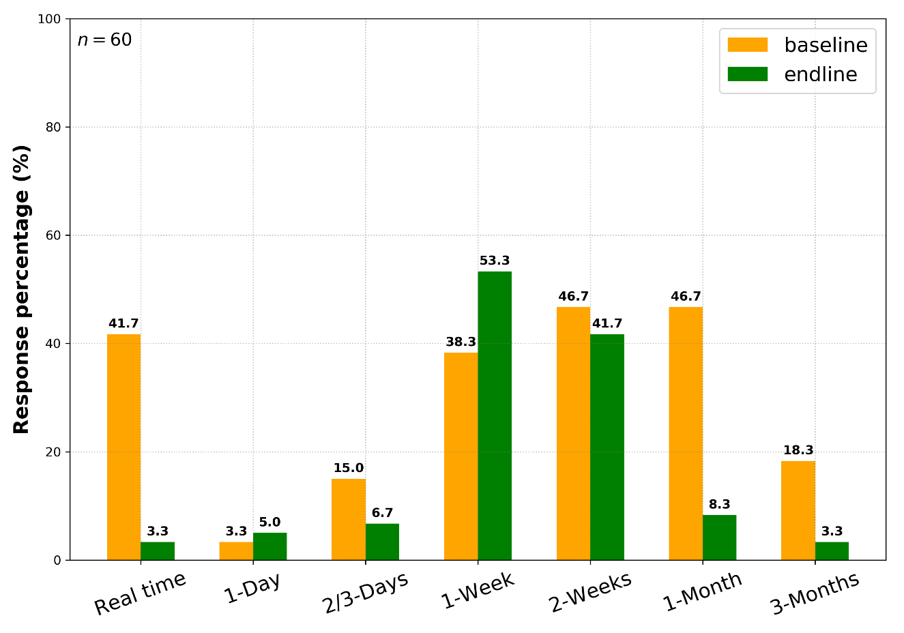 100
n = 60
baseline
endline
80
60
40
20
0
Response percentage (%)
41.7
3.3
3.3
5.0
15.0
6.7
38.3
53.3
46.7
41.7
46.7
8.3
18.3
3.3
Real time
1-Day
2/3-Days
1-Week
2-Weeks
1-Month
3-Months